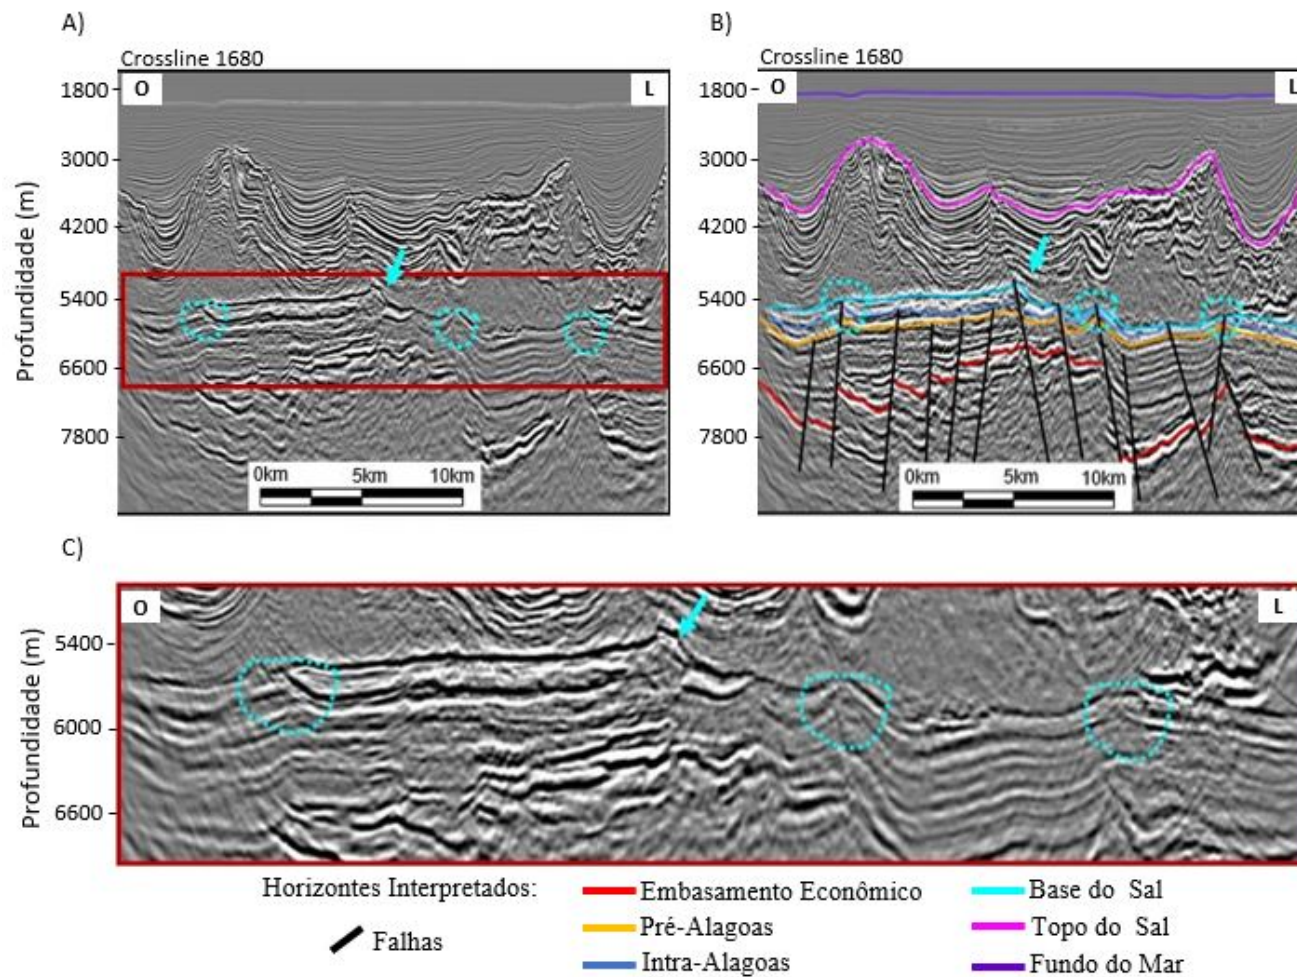 A)
Crossline 1680
O
L
1800
3000
4200
5400
6600
7800
Profundidade (m)
0km
5km
10km
B)
Crossline 1680
O
L
1800
3000
4200
5400
6600
7800
0km
5km
10km
C)
O
L
5400
6000
6600
Profundidade (m)
Horizontes Interpretados:
Falhas
Embasamento Econômico
Pré-Alagoas
Intra-Alagoas
Base do Sal
Topo do Sal
Fundo do Mar